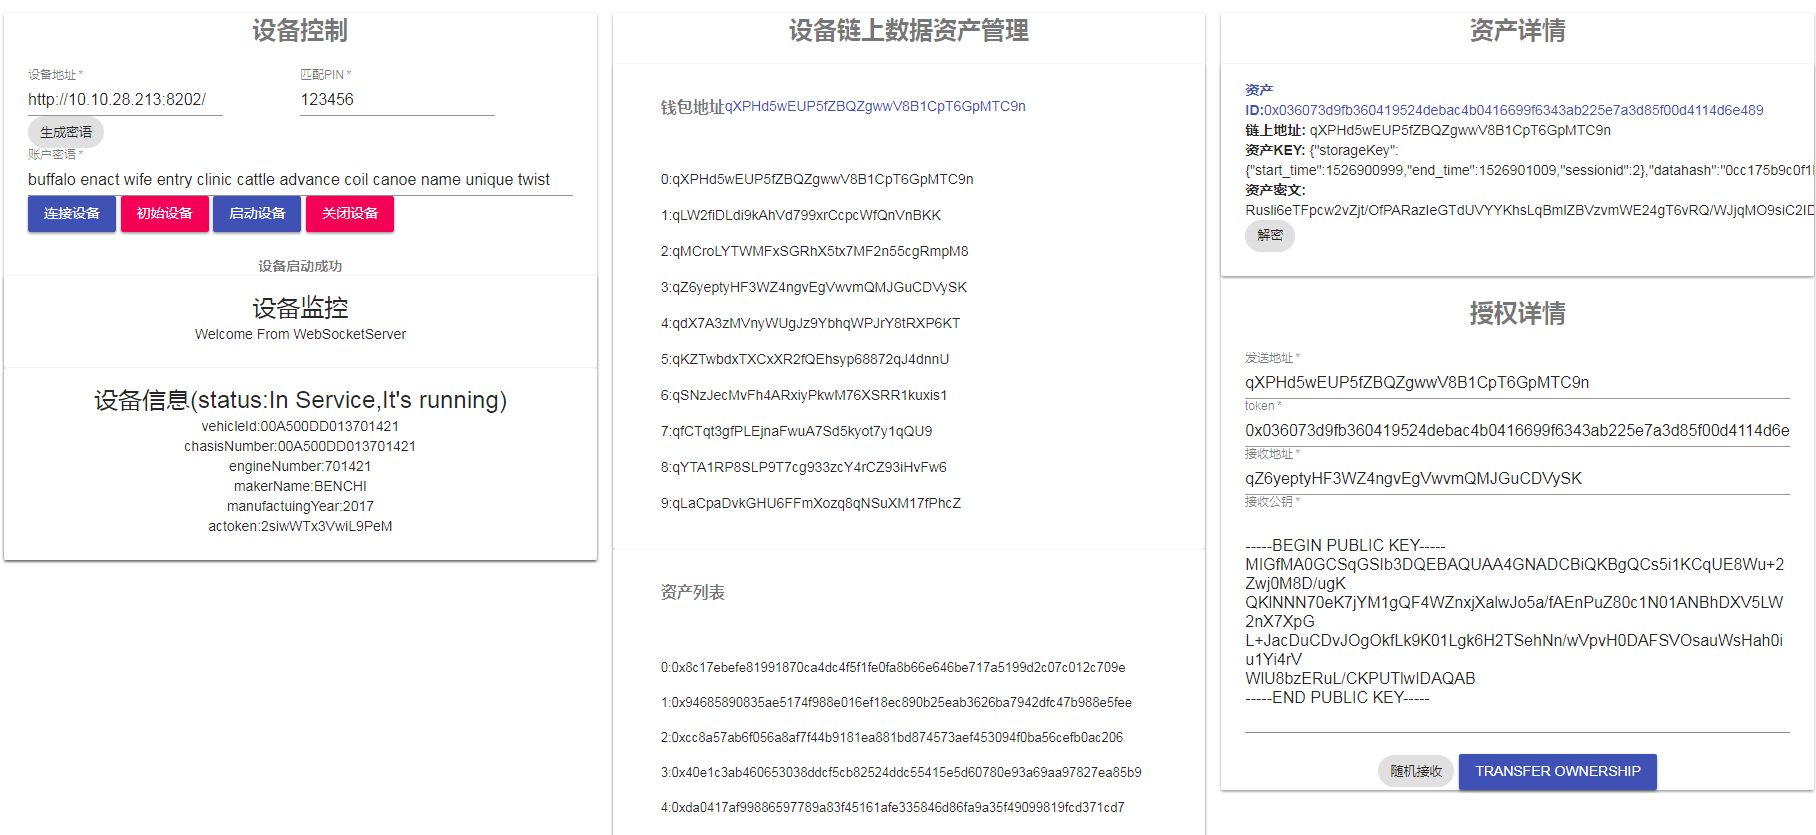 设备控制
设备地址 *
匹配PIN *
http://10.10.28.213:8202/
123456
生成密语
账户密语 *
buffalo enact wife entry clinic cattle advance coil canoe name unique twist
连接设备
初始设备
启动设备
关闭设备
设备启动成功
设备监控
Welcome From WebSocketServer
设备信息(status:In Service,It's running)
vehicleId:00A500DD013701421
chasisNumber:00A500DD013701421
engineNumber:701421
makerName:BENCHI
manufactuingYear:2017
actoken:2siwWTx3VwiL9PeM
设备链上数据资产管理
钱包地址qXPHd5wEUP5fZBQZgwwV8B1CpT6GpMTC9n
0:qXPHd5wEUP5fZBQZgwwV8B1CpT6GpMTC9n
1:qLW2fiDLdi9kAhVd799xrCcpcWfQnVnBKK
2:qMCroLYTWMFxSGRhX5tx7MF2n55cgRmpM8
3:qZ6yeptyHF3WZ4ngvEgVwvmQMJGuCDVySK
4:qdX7A3zMVnyWUgJz9YbhqWPJrY8tRXP6KT
5:qKZTwbdxTXCxXR2fQEhsyp68872qJ4dnnU
6:qSNzJecMvFh4ARxiyPkwM76XSRR1kuxis1
7:qfCTqt3gfPLEjnaFwuA7Sd5kyot7y1qQU9
8:qYTA1RP8SLP9T7cg933zcY4rCZ93iHvFw6
9:qLaCpaDvkGHU6FFmXozq8qNSuXM17fPhcZ
资产列表
0:0x8c17ebefe81991870ca4dc4f5f1fe0fa8b66e646be717a5199d2c07c012c709e
1:0x94685890835ae5174f988e016ef18ec890b25eab3626ba7942dfc47b988e5fee
2:0xcc8a57ab6f056a8af7f44b9181ea881bd874573aef453094f0ba56cefb0ac206
3:0x40e1c3ab460653038ddcf5cb82524ddc55415e5d60780e93a69aa97827ea85b9
4:0xda0417af99886597789a83f45161afe335846d86fa9a35f49099819fcd371cd7
资产详情
资产
ID:0x036073d9fb360419524debac4b0416699f6343ab225e7a3d85f00d4114d6e489
链上地址: qXPHd5wEUP5fZBQZgwwV8B1CpT6GpMTC9n
资产KEY: {"storageKey":
{"start_time":1526900999,"end_time":1526901009,"sessionid":2},"datahash":"0cc175b9c0f1
资产密文:
Rusli6eTFpcw2vZjt/OfPARazIeGTdUVYYKhsLqBmIZBVzvmWE24gT6vRQ/WJjqMO9siC2ID
解密
授权详情
发送地址 *
qXPHd5wEUP5fZBQZgwwV8B1CpT6GpMTC9n
token *
0x036073d9fb360419524debac4b0416699f6343ab225e7a3d85f00d4114d6e
接收地址 *
qZ6yeptyHF3WZ4ngvEgVwvmQMJGuCDVySK
接收公钥 *
-----BEGIN PUBLIC KEY-----
MIGfMA0GCSqGSIb3DQEBAQUAA4GNADCBiQKBgQCs5i1KCqUE8Wu+2
Zwj0M8D/ugK
QKlNNN70eK7jYM1gQF4WZnxjXalwJo5a/fAEnPuZ80c1N01ANBhDXV5LW
2nX7XpG
L+JacDuCDvJOgOkfLk9K01Lgk6H2TSehNn/wVpvH0DAFSVOsauWsHah0i
u1Yi4rV
WlU8bzERuL/CKPUTlwIDAQAB
-----END PUBLIC KEY-----
随机接收
TRANSFER OWNERSHIP